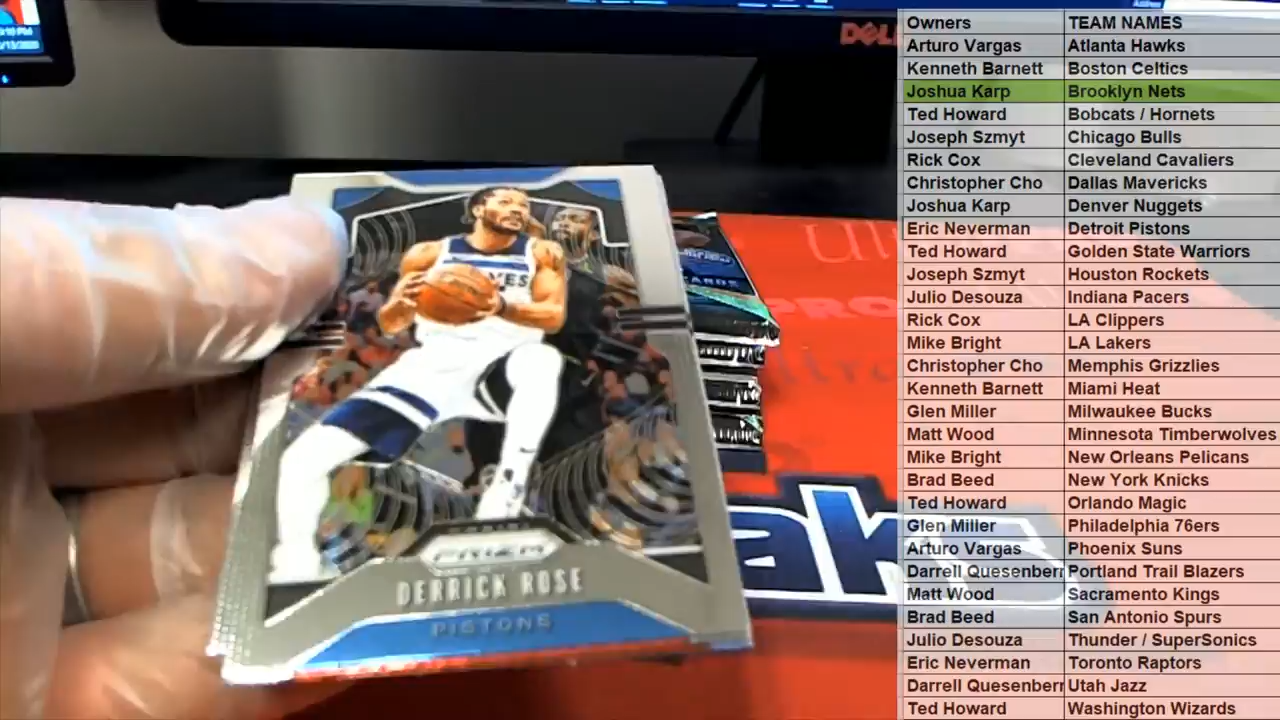 DELL
Owners TEAM NAMES
Arturo Vargas Atlanta Hawks
Kenneth Barnett Boston Celtics
Joshua Karp Brooklyn Nets
Ted Howard Bobcats / Hornets
Joseph Szmyt Chicago Bulls
Rick Cox Cleveland Cavaliers
Christopher Cho Dallas Mavericks
Joshua Karp Denver Nuggets
Eric Neverman Detroit Pistons
Ted Howard Golden State Warriors
Joseph Szmyt Houston Rockets
Julio Desouza Indiana Pacers
Rick Cox LA Clippers
Mike Bright LA Lakers
Christopher Cho Memphis Grizzlies
Kenneth Barnett Miami Heat
Glen Miller Milwaukee Bucks
Matt Wood Minnesota Timberwolves
Mike Bright New Orleans Pelicans
Brad Beed New York Knicks
Ted Howard Orlando Magic
Glen Miller Philadelphia 76ers
Arturo Vargas Phoenix Suns
Darrell Quesenberr Portland Trail Blazers
Matt Wood Sacramento Kings
Brad Beed San Antonio Spurs
Julio Desouza Thunder / SuperSonics
Eric Neverman Toronto Raptors
Darrell Quesenberr Utah Jazz
Ted Howard Washington Wizards
PRIZM
DERRICK ROSE
PISTONS